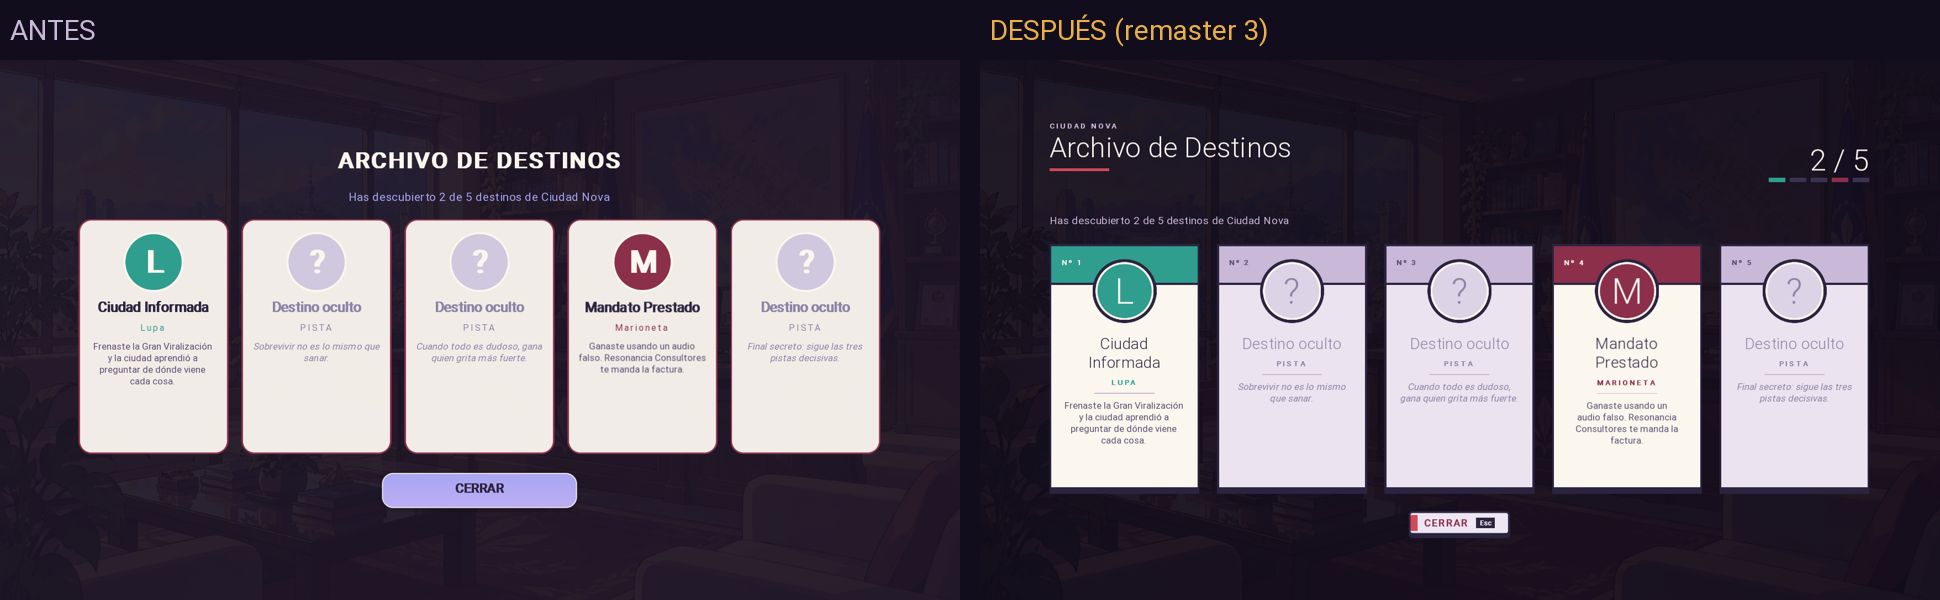 ANTES
ARCHIVO DE DESTINOS
Has descubierto 2 de 5 destinos de Ciudad Nova
L
Ciudad Informada
Lupa
Frenaste la Gran Viralización
y la ciudad aprendió a
preguntar de dónde viene
cada cosa.
?
Destino oculto
PISTA
Sobrevivir no es lo mismo que
sanar.
?
Destino oculto
PISTA
Cuando todo es dudoso, gana
quien grita más fuerte.
M
Mandato Prestado
Marioneta
Ganaste usando un audio
falso. Resonancia Consultores
te manda la factura.
?
Destino oculto
PISTA
Final secreto: sigue las tres
pistas decisivas.
CERRAR
DESPUÉS (remaster 3)
CIUDAD NOVA
Archivo de Destinos
2 / 5
Has descubierto 2 de 5 destinos de Ciudad Nova
Nº 1
L
Ciudad
Informada
LUPA
Frenaste la Gran Viralización
y la ciudad aprendió a
preguntar de dónde viene
cada cosa.
Nº 2
?
Destino oculto
PISTA
Sobrevivir no es lo mismo
que sanar.
Nº 3
?
Destino oculto
PISTA
Cuando todo es dudoso,
gana quien grita más fuerte.
Nº 4
M
Mandato
Prestado
MARIONETA
Ganaste usando un
audio falso. Resonancia
Consultores te manda la
factura.
Nº 5
?
Destino oculto
PISTA
Final secreto: sigue las tres
pistas decisivas.
CERRAR Esc